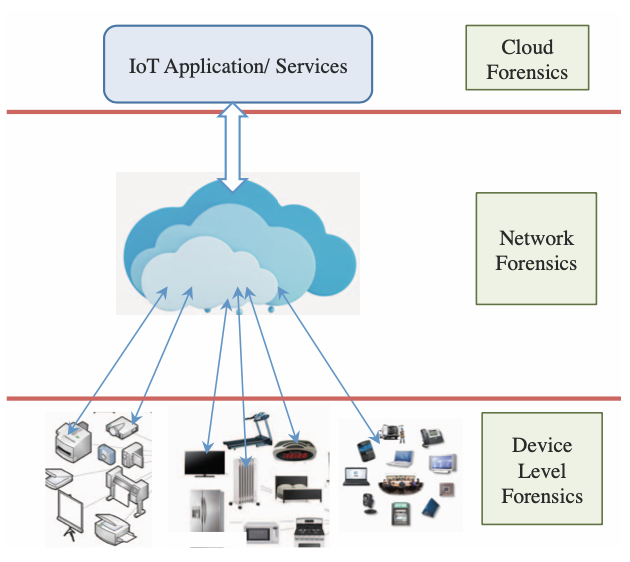 IoT Application/ Services
Cloud
Forensics
Network
Forensics
Device
Level
Forensics